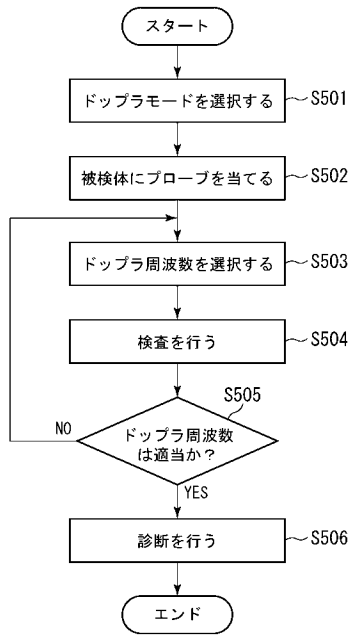 スタート
ドップラモードを選択する
S501
被検体にプローブを当てる
S502
ドップラ周波数を選択する
S503
検査を行う
S504
S505
ドップラ周波数
は適当か？
NO
YES
診断を行う
S506
エンド